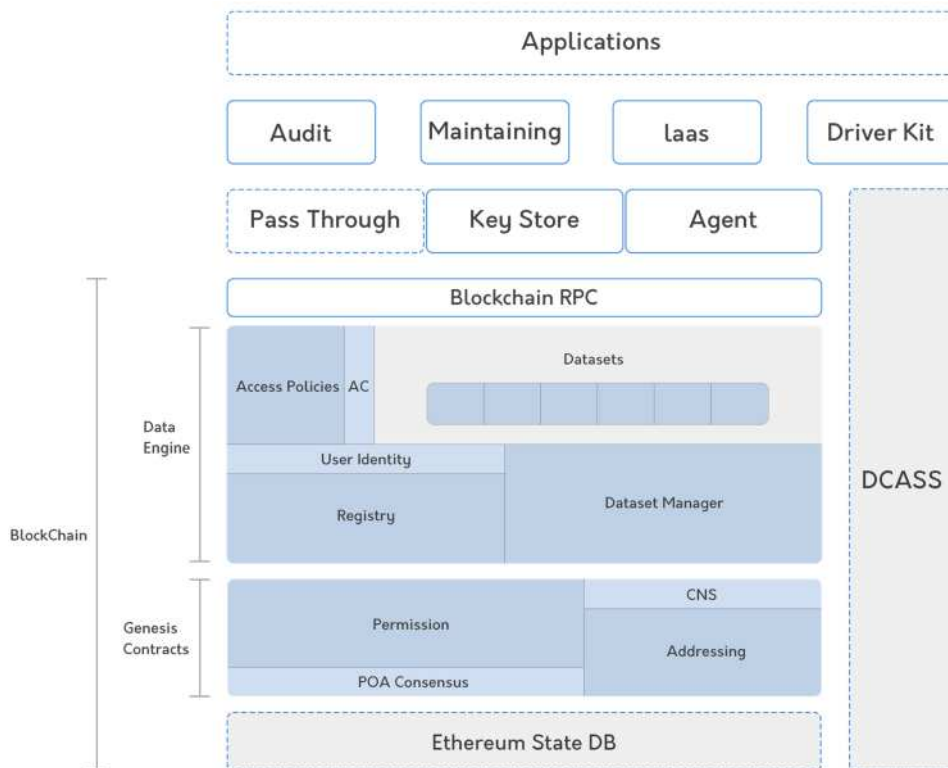 Applications
Audit
Maintaining
Iaas
Driver Kit
Pass Through
Key Store
Agent
Blockchain RPC
Access Policies
AC
Datasets
Data
Engine
User Identity
Registry
Dataset Manager
DCASS
BlockChain
Genesis
Contracts
Permission
CNS
Addressing
POA Consensus
Ethereum State DB